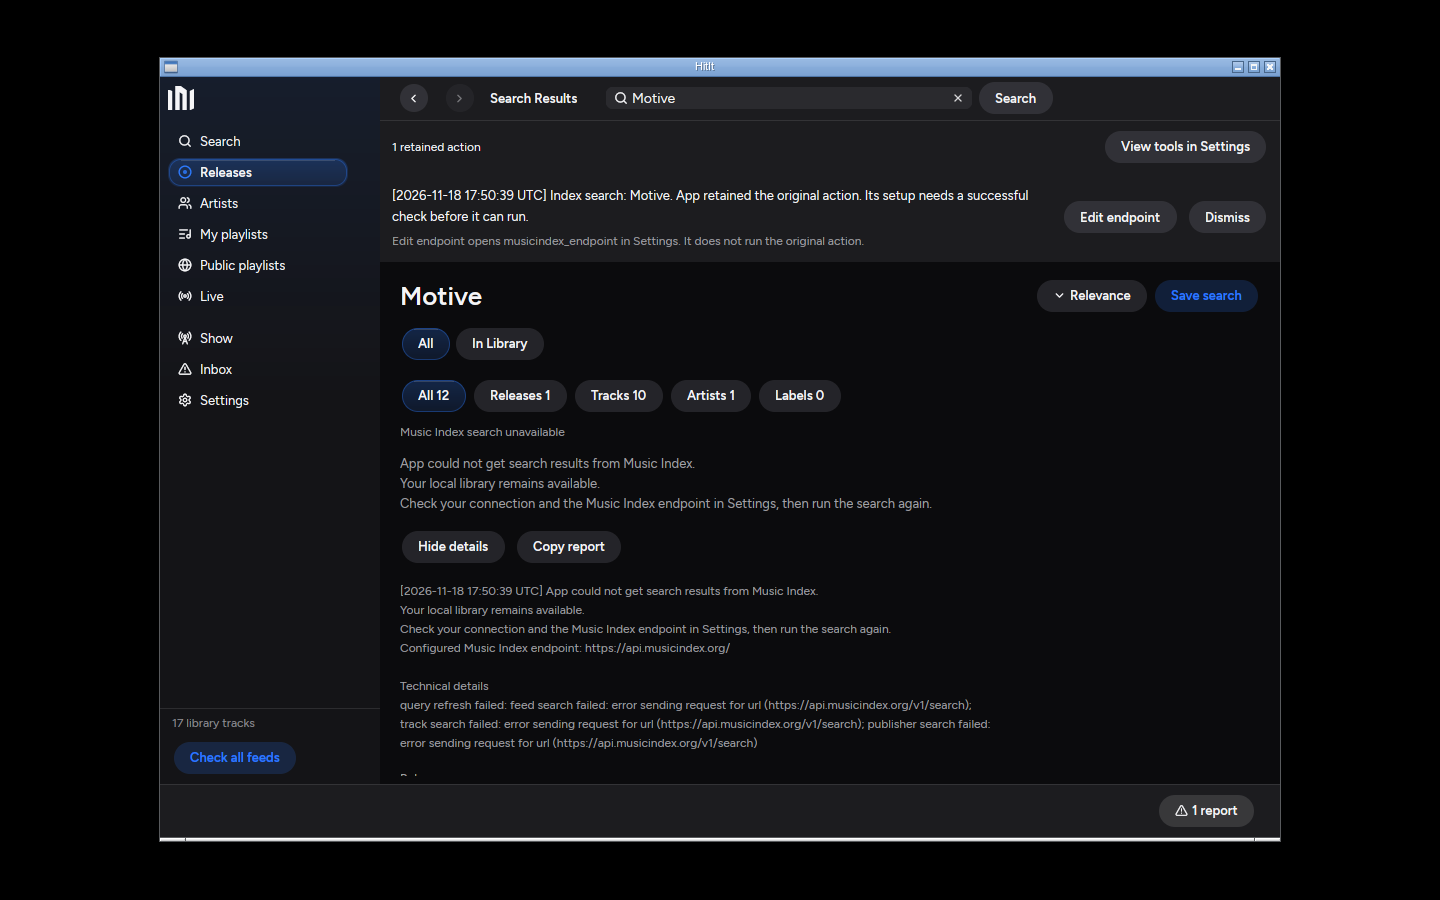 HitIt
Search Results
Motive
Search
Search
Releases
Artists
My playlists
Public playlists
Live
Show
Inbox
Settings
17 library tracks
Check all feeds
1 retained action
View tools in Settings
[2026-11-18 17:50:39 UTC] Index search: Motive. App retained the original action. Its setup needs a successful
check before it can run.
Edit endpoint
Dismiss
Edit endpoint opens musicindex_endpoint in Settings. It does not run the original action.
Motive
Relevance
Save search
All
In Library
All 12
Releases 1
Tracks 10
Artists 1
Labels 0
Music Index search unavailable
App could not get search results from Music Index.
Your local library remains available.
Check your connection and the Music Index endpoint in Settings, then run the search again.
Hide details
Copy report
[2026-11-18 17:50:39 UTC] App could not get search results from Music Index.
Your local library remains available.
Check your connection and the Music Index endpoint in Settings, then run the search again.
Configured Music Index endpoint: https://api.musicindex.org/
Technical details
query refresh failed: feed search failed: error sending request for url (https://api.musicindex.org/v1/search);
track search failed: error sending request for url (https://api.musicindex.org/v1/search); publisher search failed:
error sending request for url (https://api.musicindex.org/v1/search)
1 report